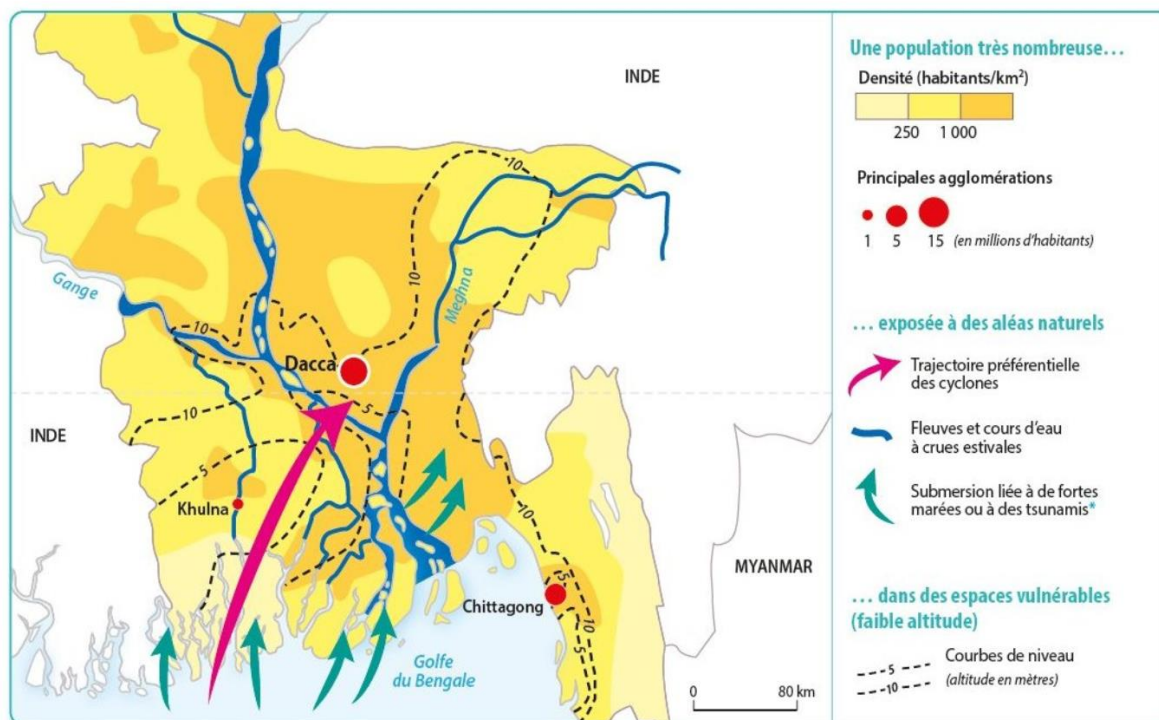 INDE
Gange
Meghna
10
10
10
10
5
5
Dacca
INDE
Khulna
10
5
10
Chittagong
MYANMAR
Golfe
du Bengale
0 80 km
Une population très nombreuse…
Densité (habitants/km²)
250 1 000
Principales agglomérations
1 5 15 (en millions d'habitants)
… exposée à des aléas naturels
Trajectoire préférentielle
des cyclones
Fleuves et cours d'eau
à crues estivales
Submersion liée à de fortes
marées ou à des tsunamis*
… dans des espaces vulnérables
(faible altitude)
5
10
Courbes de niveau
(altitude en mètres)